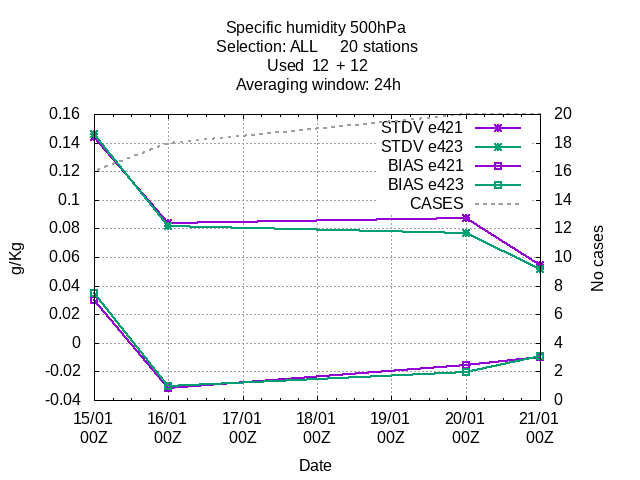 Specific humidity 500hPa
Selection: ALL 20 stations
Used 12 + 12
Averaging window: 24h
0.16
0.14
0.12
0.1
0.08
0.06
0.04
0.02
0
-0.02
-0.04
g/Kg
STDV e421
STDV e423
BIAS e421
BIAS e423
CASES
20
18
16
14
12
10
8
6
4
2
0
No cases
15/01 16/01 17/01 18/01 19/01 20/01 21/01
00Z 00Z 00Z 00Z 00Z 00Z 00Z
Date